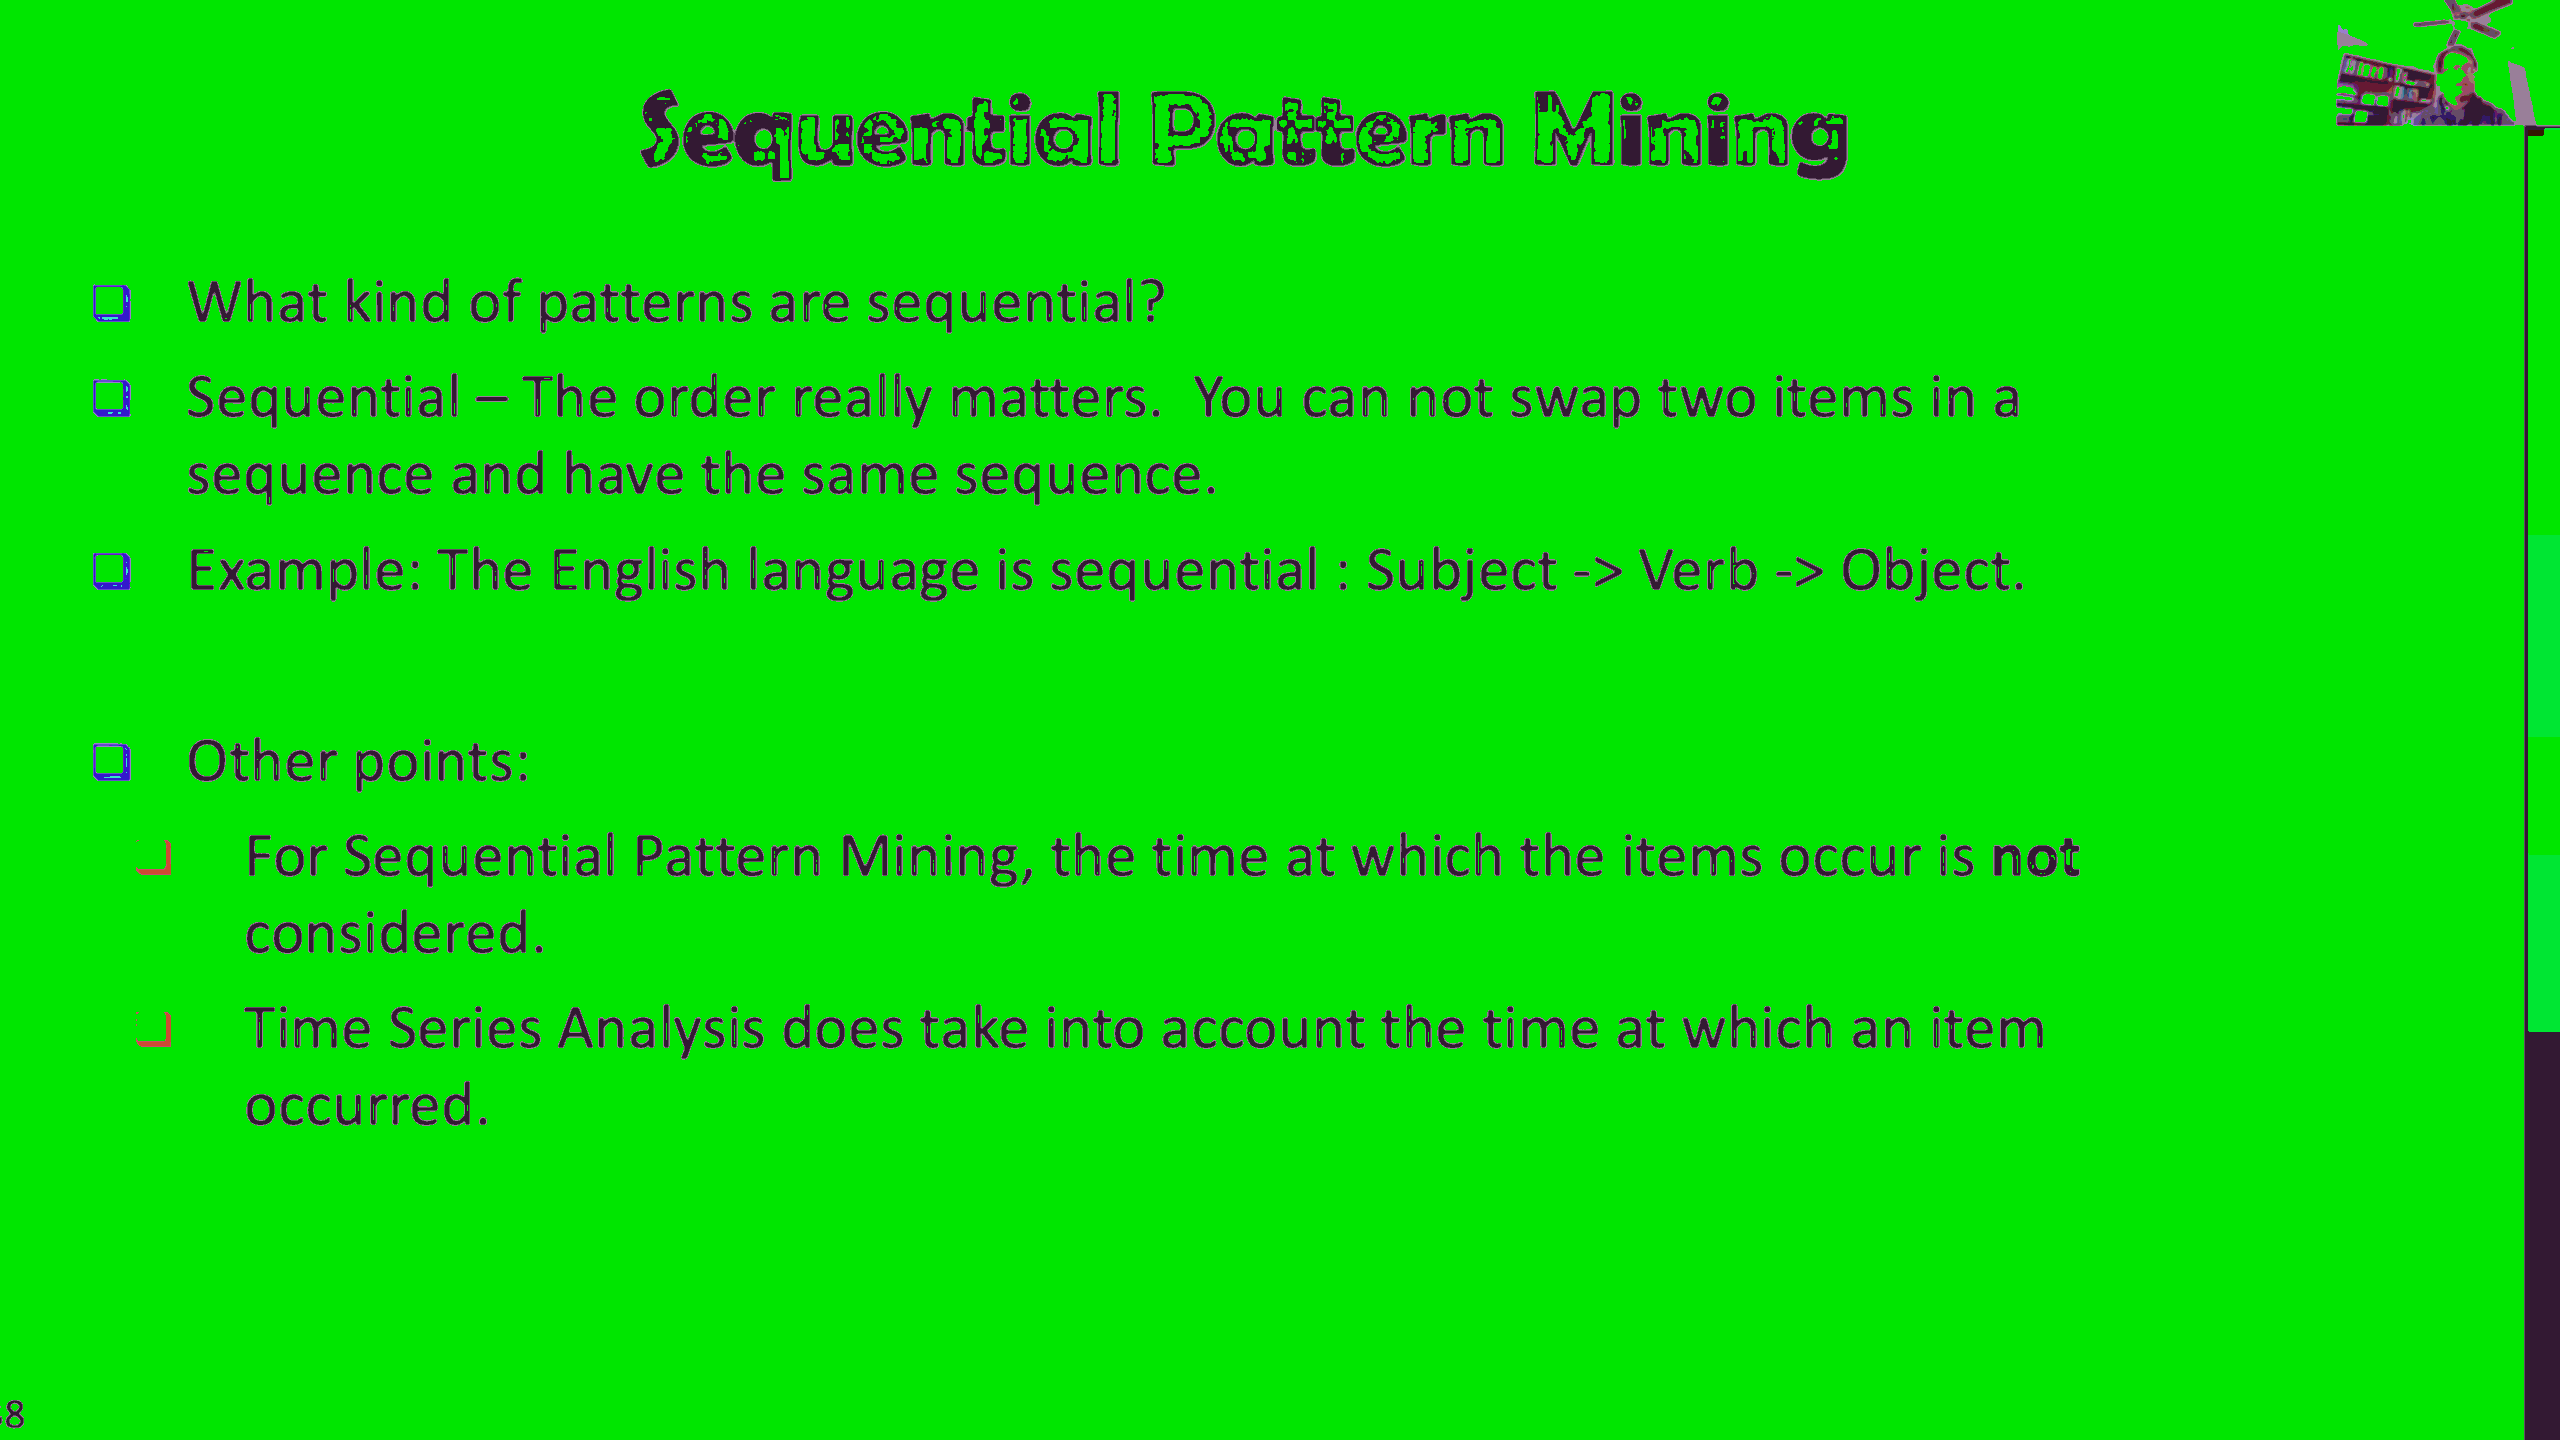 Sequential Pattern Mining
What kind of patterns are sequential?
Sequential – The order really matters.  You can not swap two items in a
sequence and have the same sequence.
Example: The English language is sequential : Subject -> Verb -> Object.
Other points:
For Sequential Pattern Mining, the time at which the items occur is not
considered.
Time Series Analysis does take into account the time at which an item
occurred.